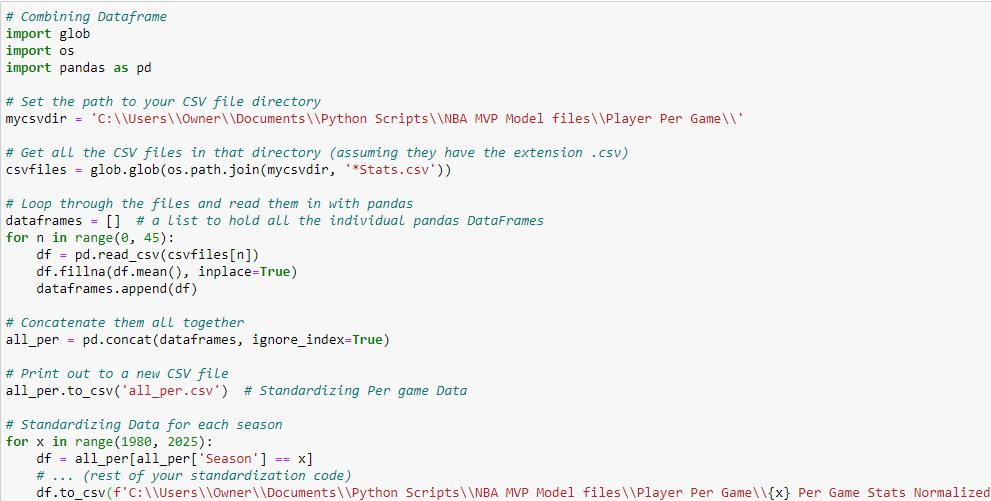 # Combining Dataframe
import glob
import os
import pandas as pd
# Set the path to your CSV file directory
mycsvdir = 'C:\\Users\\Owner\\Documents\\Python Scripts\\NBA MVP Model files\\Player Per Game\\'
# Get all the CSV files in that directory (assuming they have the extension .csv)
csvfiles = glob.glob(os.path.join(mycsvdir, '*Stats.csv'))
# Loop through the files and read them in with pandas
dataframes = []  # a list to hold all the individual pandas DataFrames
for n in range(0, 45):
    df = pd.read_csv(csvfiles[n])
    df.fillna(df.mean(), inplace=True)
    dataframes.append(df)
# Concatenate them all together
all_per = pd.concat(dataframes, ignore_index=True)
# Print out to a new CSV file
all_per.to_csv('all_per.csv')  # Standardizing Per game Data
# Standardizing Data for each season
for x in range(1980, 2025):
    df = all_per[all_per['Season'] == x]
    # ... (rest of your standardization code)
    df.to_csv(f'C:\\Users\\Owner\\Documents\\Python Scripts\\NBA MVP Model files\\Player Per Game\\{x} Per Game Stats Normalized